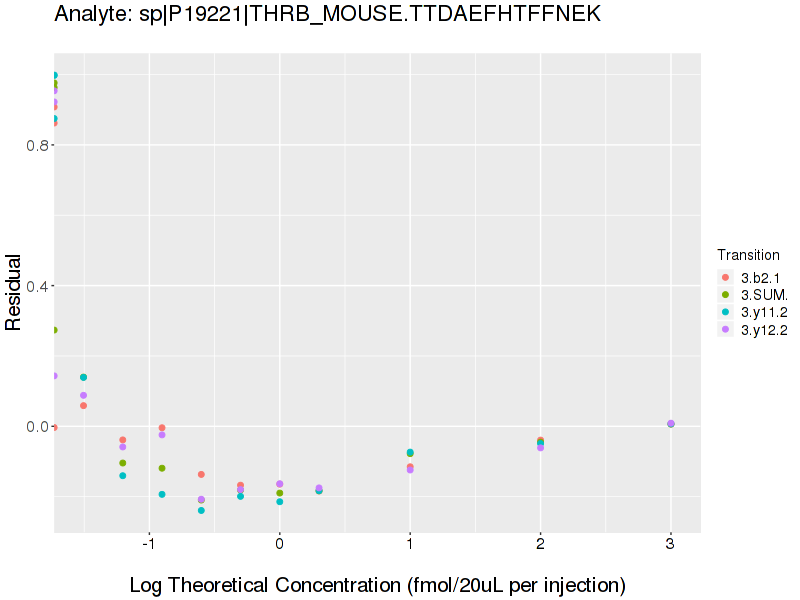 Analyte: sp|P19221|THRB_MOUSE.TTDAEFHTFFNEK
0.8
0.4
0.0
Residual
-1
0
1
2
3
Log Theoretical Concentration (fmol/20uL per injection)
Transition
3.b2.1
3.SUM.
3.y11.2
3.y12.2